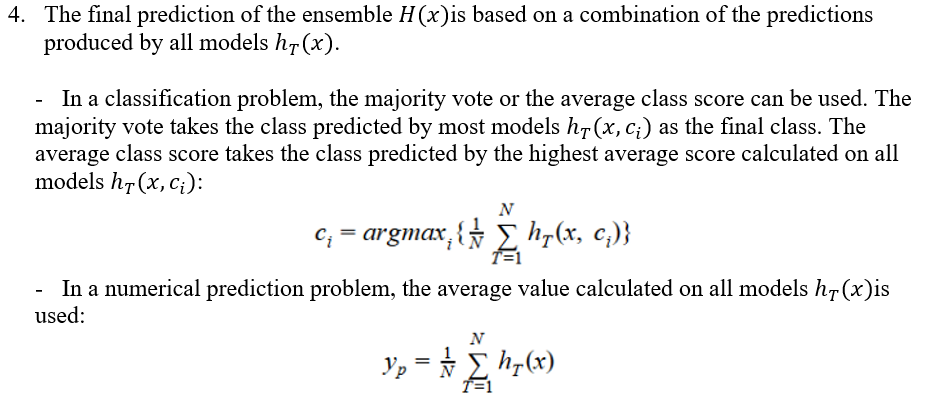 4. The final prediction of the ensemble H(x)is based on a combination of the predictions
produced by all models h_T(x).
- In a classification problem, the majority vote or the average class score can be used. The
majority vote takes the class predicted by most models h_T(x, c_i) as the final class. The
average class score takes the class predicted by the highest average score calculated on all
models h_T(x, c_i):
c_i = argmax_i{1/N ∑_{T=1}^{N} h_T(x, c_i)}
- In a numerical prediction problem, the average value calculated on all models h_T(x)is
used:
y_p = 1/N ∑_{T=1}^{N} h_T(x)